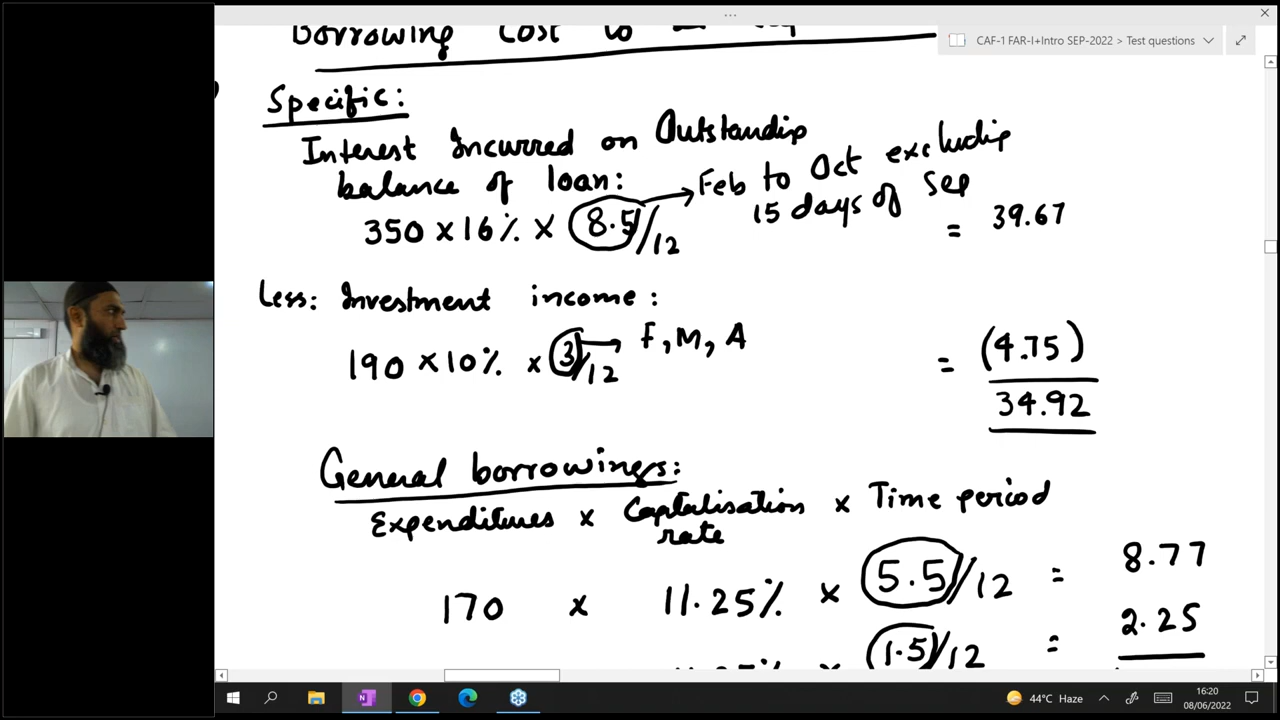 CAF-1 FAR-I+Intro SEP-2022 > Test questions
Borrowing Cost to be
Specific:
Interest Incurred on Outstanding
balance of loan:
Feb to Oct excluding
15 days of Sep
350 x 16% x 8.5/12 = 39.67
Less: Investment income:
190 x 10% x 3/12 F, M, A = (4.75)
34.92
General borrowings:
Expenditures x Capitalisation rate x Time period
170 x 11.25% x 5.5/12 = 8.77
11.25% x 1.5/12 = 2.25
44°C Haze
16:20
08/06/2022